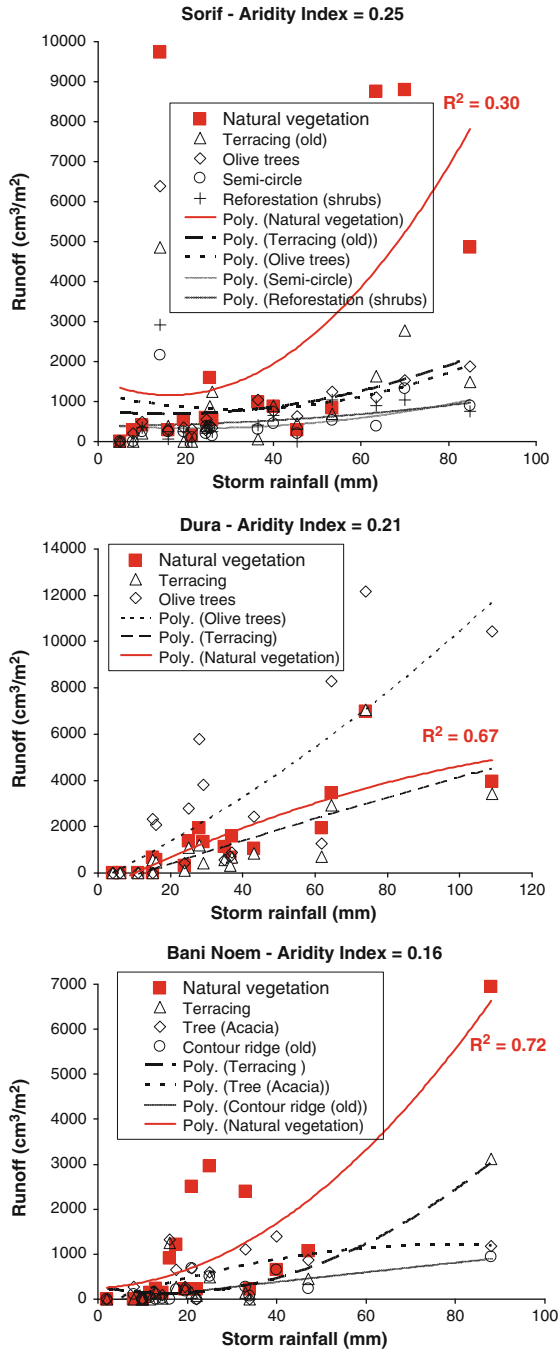 Sorif - Aridity Index = 0.25
Runoff (cm³/m²)
10000
9000
8000
7000
6000
5000
4000
3000
2000
1000
0
R² = 0.30
Natural vegetation
Terracing (old)
Olive trees
Semi-circle
Reforestation (shrubs)
Poly. (Natural vegetation)
Poly. (Terracing (old))
Poly. (Olive trees)
Poly. (Semi-circle)
Poly. (Reforestation (shrubs)
0 20 40 60 80 100
Storm rainfall (mm)
Dura - Aridity Index = 0.21
Runoff (cm³/m²)
14000
12000
10000
8000
6000
4000
2000
0
Natural vegetation
Terracing
Olive trees
Poly. (Olive trees)
Poly. (Terracing)
Poly. (Natural vegetation)
R² = 0.67
0 20 40 60 80 100 120
Storm rainfall (mm)
Bani Noem - Aridity Index = 0.16
Runoff (cm³/m²)
7000
6000
5000
4000
3000
2000
1000
0
Natural vegetation
Terracing
Tree (Acacia)
Contour ridge (old)
Poly. (Terracing )
Poly. (Tree (Acacia))
Poly. (Contour ridge (old))
Poly. (Natural vegetation)
R² = 0.72
0 20 40 60 80 100
Storm rainfall (mm)